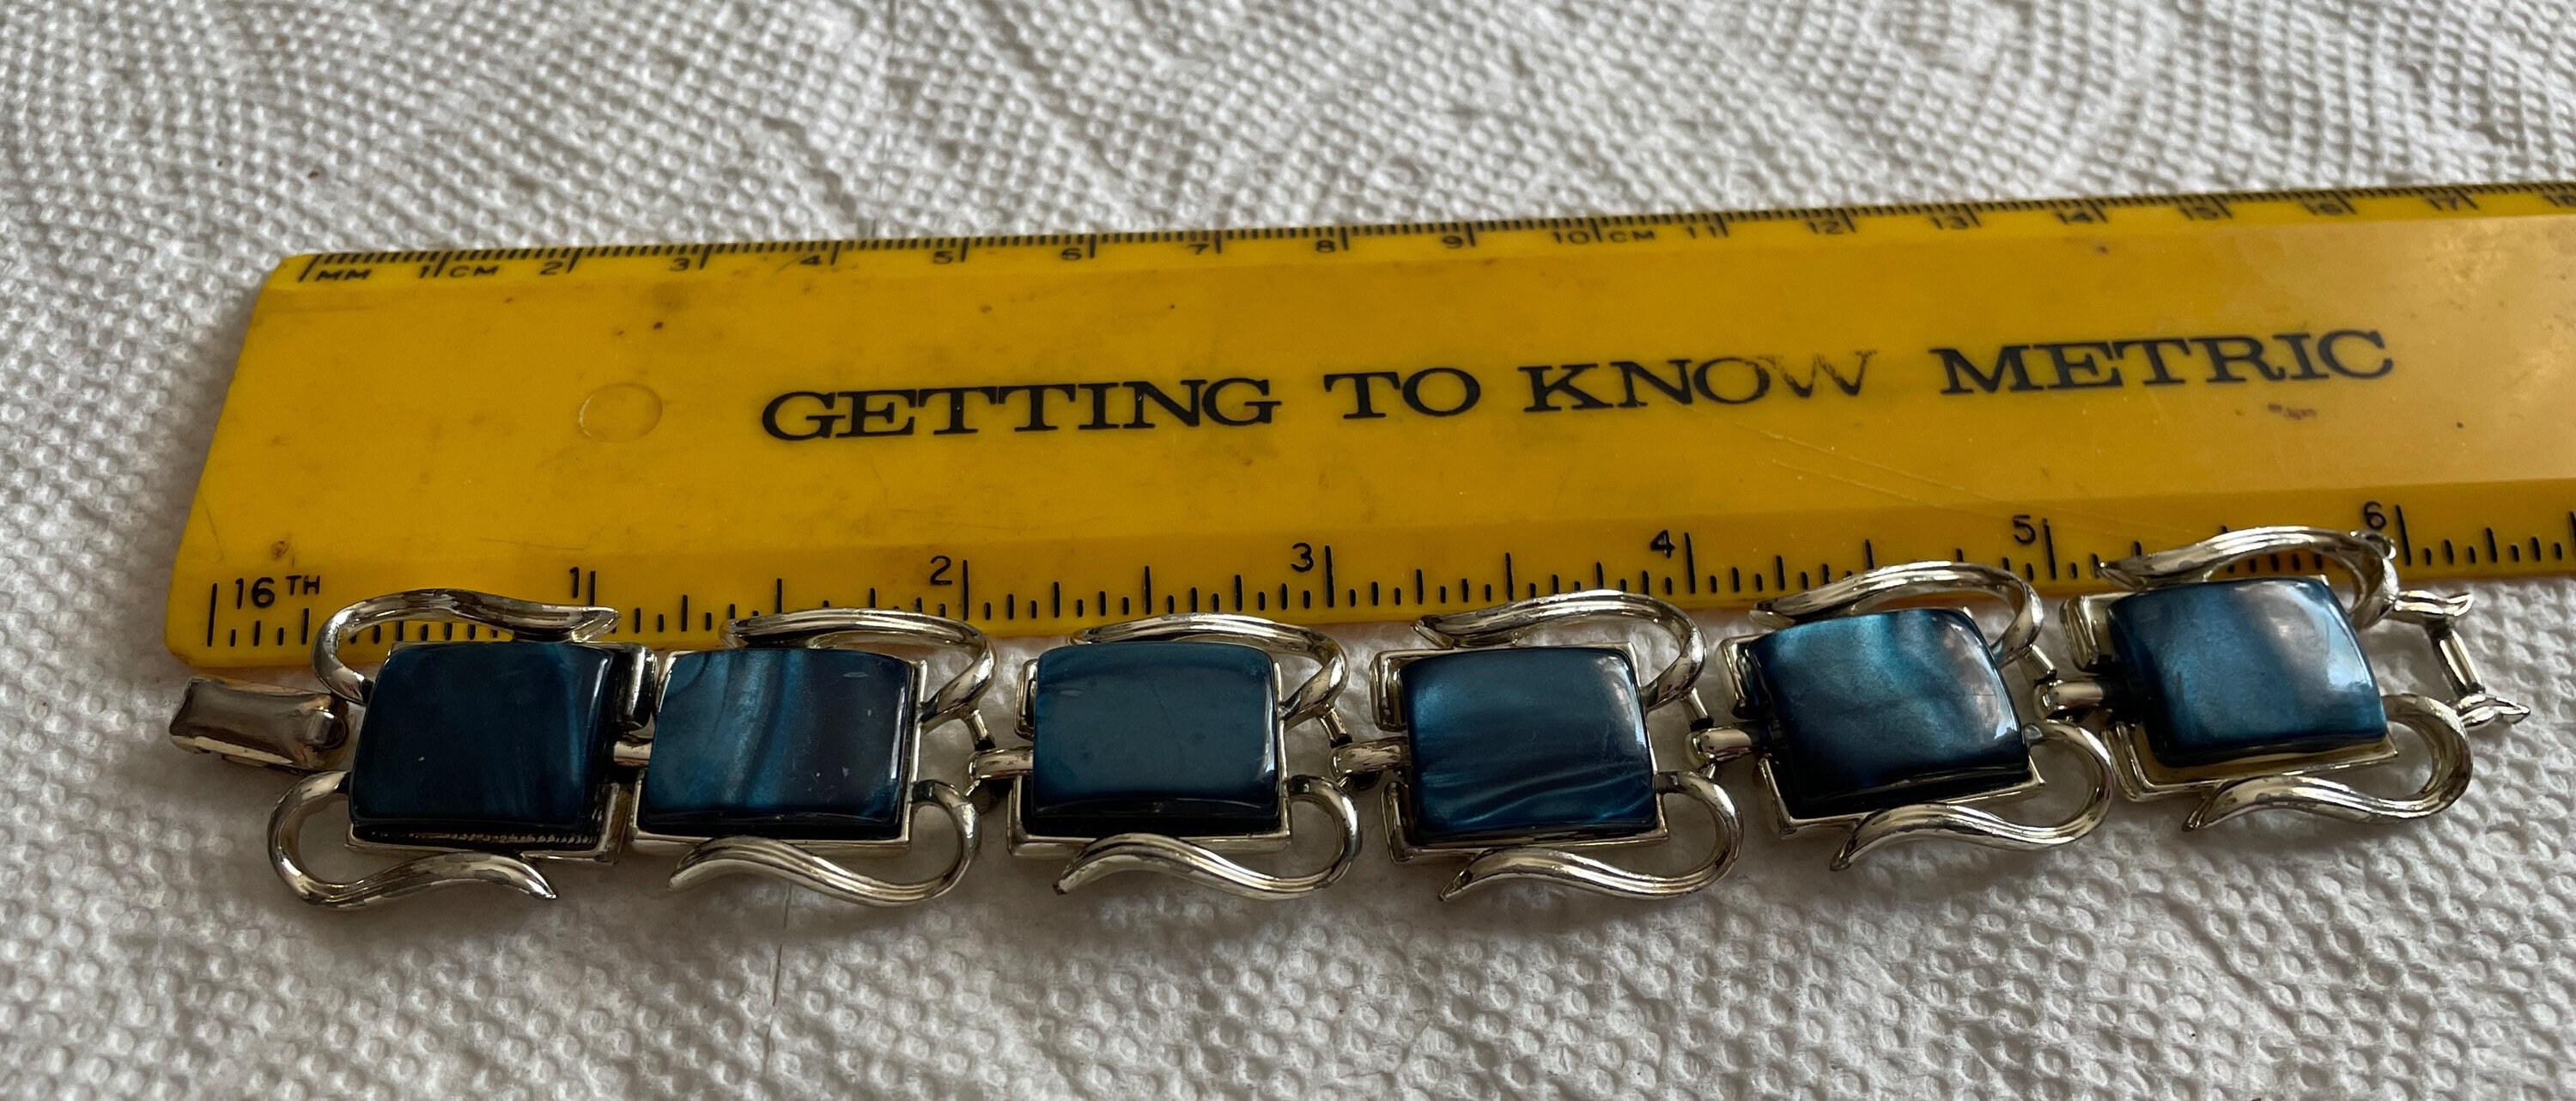 MM 1 CM 2 3 4 5 6 7 8 9 10 CM 11 12 13 14 15 16 17 18
GETTING TO KNOW METRIC
16TH 1 2 3 4 5 6